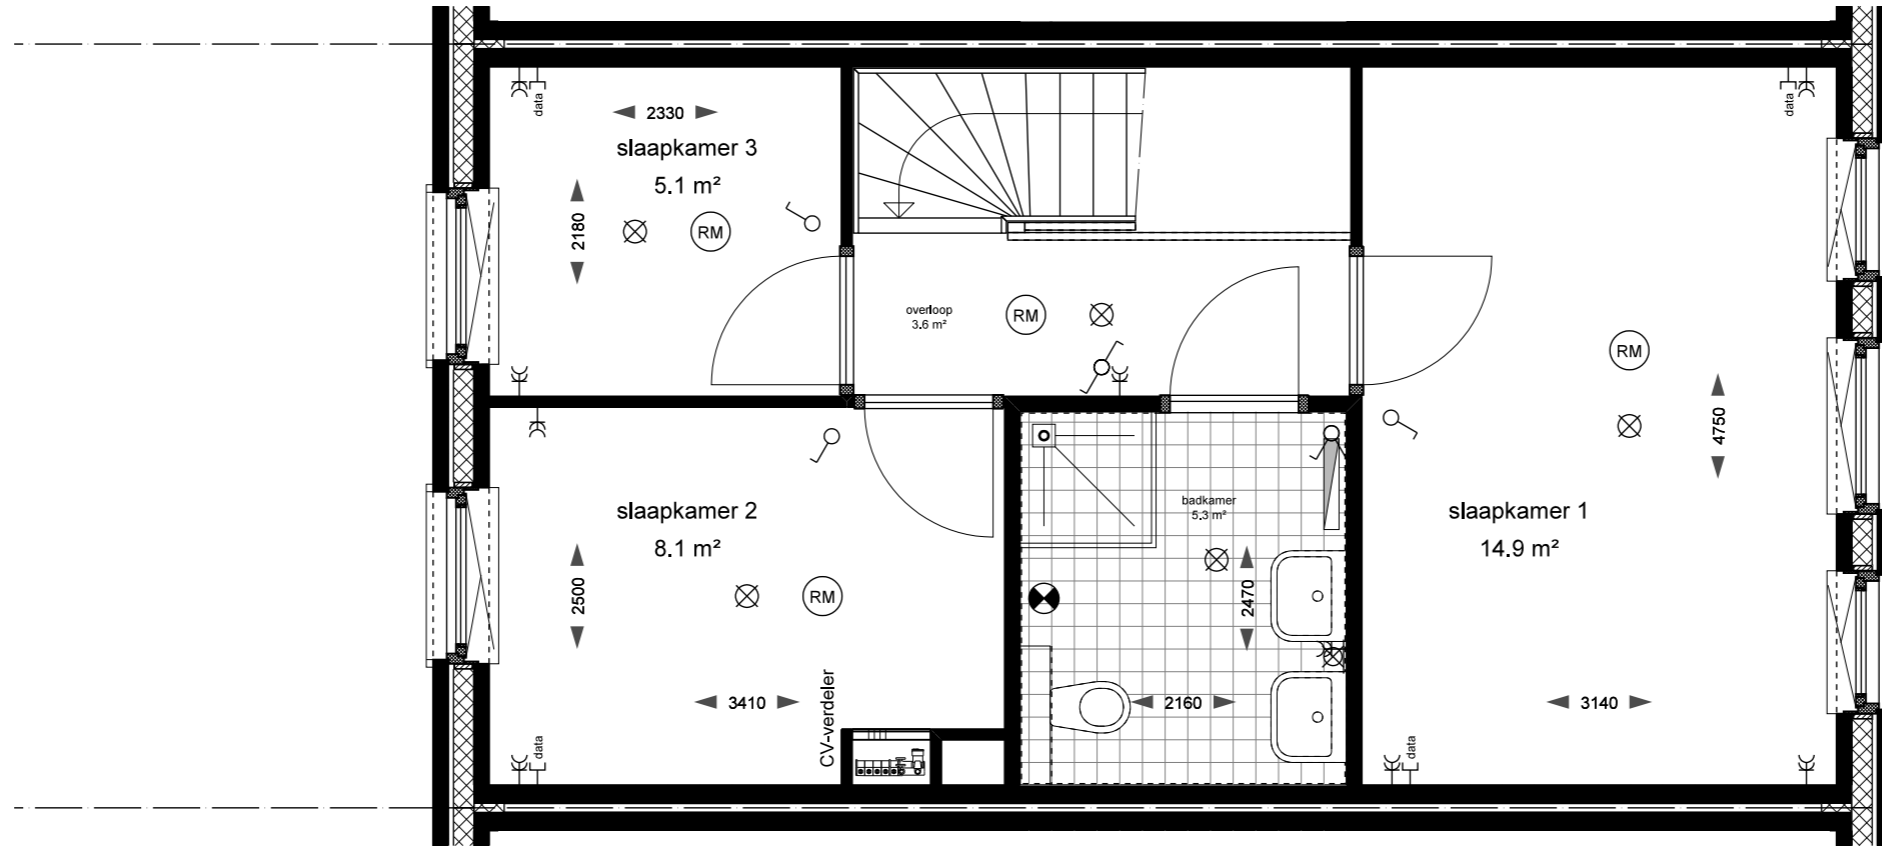 data
2330
slaapkamer 3
5.1 m²
2180
RM
overloop
3.6 m²
RM
data
RM
4750
slaapkamer 2
8.1 m²
2500
RM
3410
CV-verdeler
data
badkamer
5.3 m²
2470
2160
slaapkamer 1
14.9 m²
3140
data